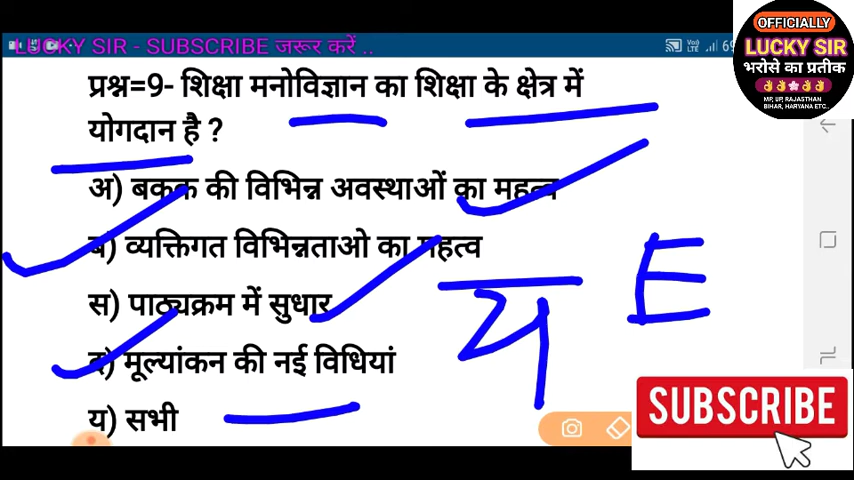 LUCKY SIR - SUBSCRIBE जरूर करें ..
OFFICIALLY
LUCKY SIR
भरोसे का प्रतीक
MP, UP, RAJASTHAN
BIHAR, HARYANA ETC..
प्रश्न=9- शिक्षा मनोविज्ञान का शिक्षा के क्षेत्र में
योगदान है ?
अ) बकक की विभिन्न अवस्थाओं का महत्व
ब) व्यक्तिगत विभिन्नताओ का महत्व
स) पाठ्यक्रम में सुधार
द) मूल्यांकन की नई विधियां
य) सभी
य E
SUBSCRIBE